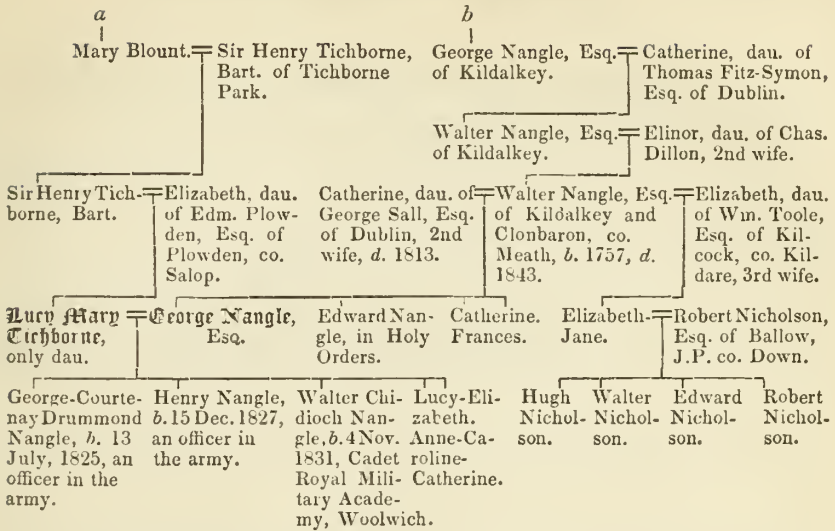 a
b
Mary Blount. = Sir Henry Tichborne,
Bart. of Tichborne
Park.
George Nangle, Esq. = Catherine, dau. of
of Kildalkey.
Thomas Fitz-Symon,
Esq. of Dublin.
Walter Nangle, Esq. = Elinor, dau. of Chas.
of Kildalkey.
Dillon, 2nd wife.
Sir Henry Tich-
borne, Bart.
= Elizabeth, dau.
of Edm. Plow-
den, Esq. of
Plowden, co.
Salop.
Catherine, dau. of
George Sall, Esq.
of Dublin, 2nd
wife, d. 1813.
= Walter Nangle, Esq.
of Kildalkey and
Clonbaron, co.
Meath, b. 1757, d.
1843.
= Elizabeth, dau.
of Wm. Toole,
Esq. of Kil-
cock, co. Kil-
dare, 3rd wife.
Lucy Mary
Tichborne,
only dau.
= George Nangle,
Esq.
Edward Nan-
gle, in Holy
Orders.
Catherine.
Frances.
Elizabeth-
Jane.
= Robert Nicholson,
Esq. of Ballow,
J.P. co. Down.
George-Courte-
nay Drummond
Nangle, b. 13
July, 1825, an
officer in the
army.
Henry Nangle,
b. 15 Dec. 1827,
an officer in
the army.
Walter Chi-
dioch Nan-
gle, b. 4 Nov.
1831, Cadet
Royal Mili-
tary Acade-
my, Woolwich.
Lucy-Eli-
zabeth.
Anne-Ca-
roline-
Catherine.
Hugh
Nichol-
son.
Walter
Nichol-
son.
Edward
Nichol-
son.
Robert
Nichol-
son.